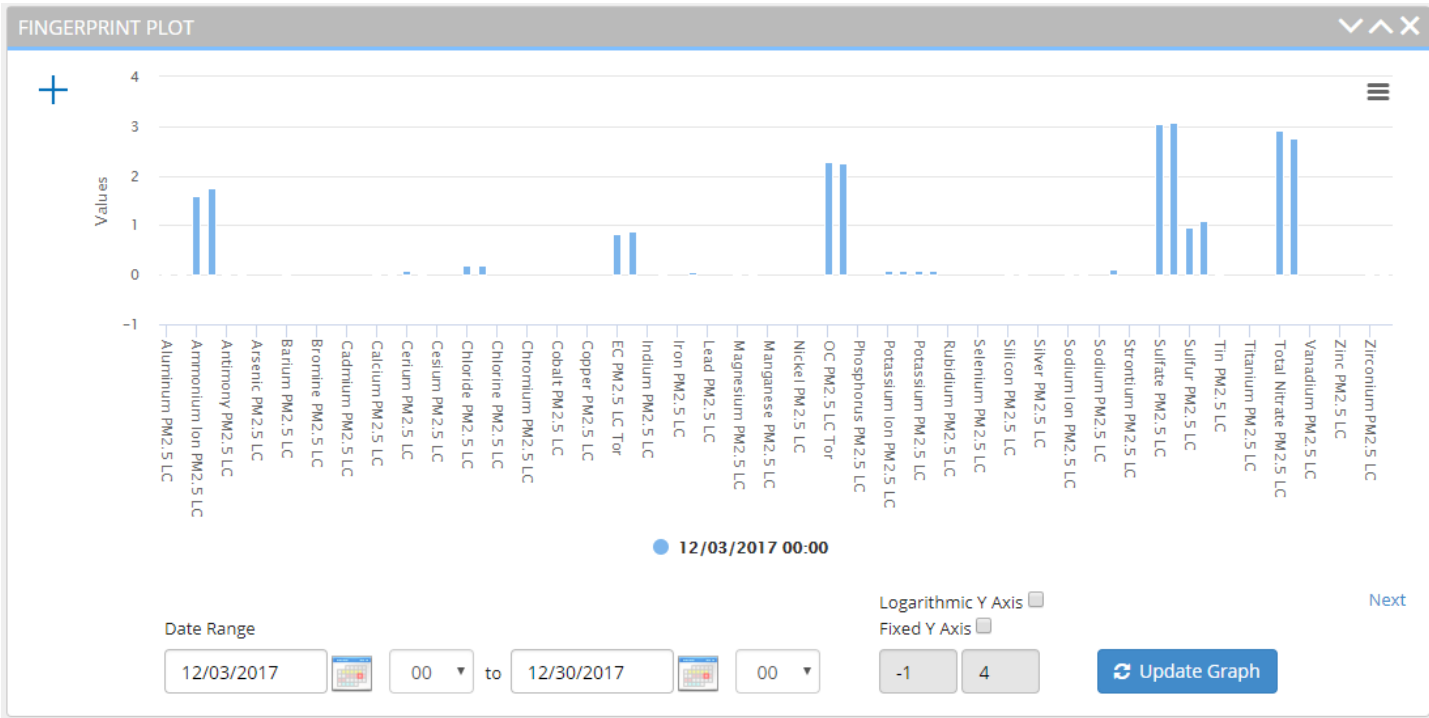 FINGERPRINT PLOT
4
3
2
1
0
-1
Values
Aluminum PM2.5 LC
Ammonium Ion PM2.5 LC
Antimony PM2.5 LC
Arsenic PM2.5 LC
Barium PM2.5 LC
Bromine PM2.5 LC
Cadmium PM2.5 LC
Calcium PM2.5 LC
Cerium PM2.5 LC
Cesium PM2.5 LC
Chloride PM2.5 LC
Chlorine PM2.5 LC
Chromium PM2.5 LC
Cobalt PM2.5 LC
Copper PM2.5 LC
EC PM2.5 LC Tor
Indium PM2.5 LC
Iron PM2.5 LC
Lead PM2.5 LC
Magnesium PM2.5 LC
Manganese PM2.5 LC
Nickel PM2.5 LC
OC PM2.5 LC Tor
Phosphorus PM2.5 LC
Potassium Ion PM2.5 LC
Potassium PM2.5 LC
Rubidium PM2.5 LC
Selenium PM2.5 LC
Silicon PM2.5 LC
Silver PM2.5 LC
Sodium Ion PM2.5 LC
Sodium PM2.5 LC
Strontium PM2.5 LC
Sulfate PM2.5 LC
Sulfur PM2.5 LC
Tin PM2.5 LC
Titanium PM2.5 LC
Total Nitrate PM2.5 LC
Vanadium PM2.5 LC
Zinc PM2.5 LC
Zirconium PM2.5 LC
12/03/2017 00:00
Logarithmic Y Axis
Next
Date Range
Fixed Y Axis
12/03/2017 00 to 12/30/2017 00 -1 4 Update Graph